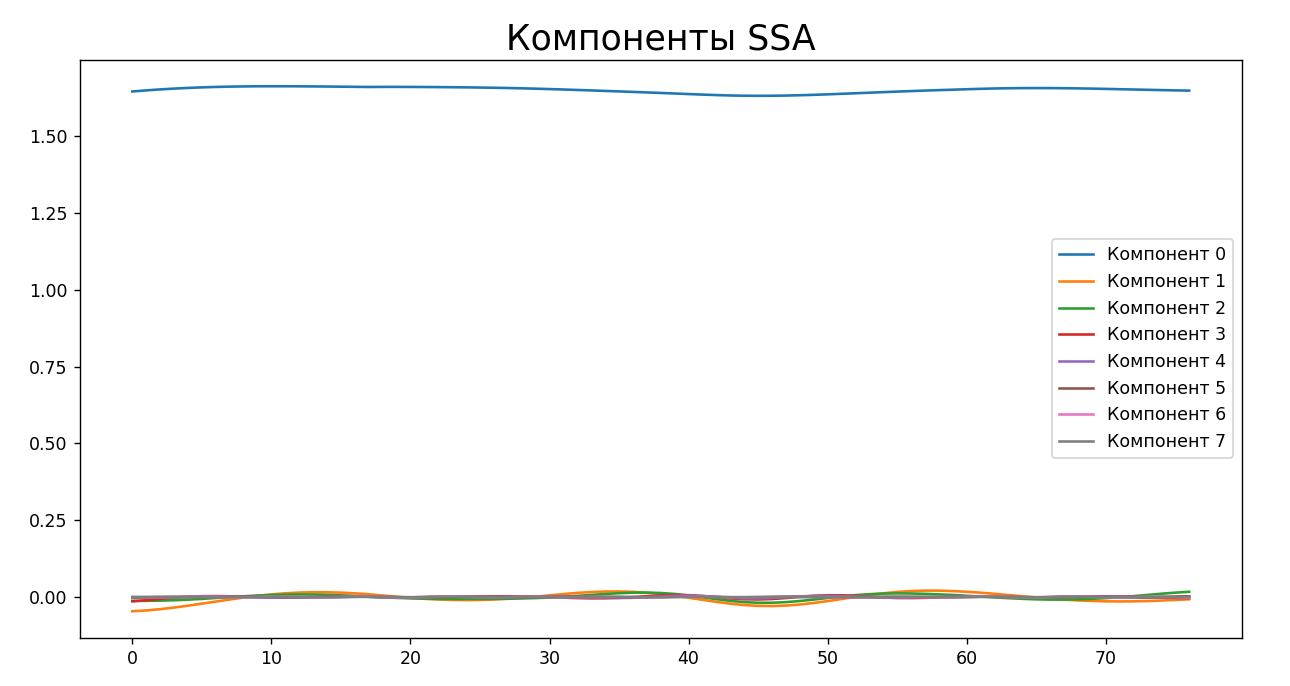 Компоненты SSA
1.50
1.25
1.00
0.75
0.50
0.25
0.00
Компонент 0
Компонент 1
Компонент 2
Компонент 3
Компонент 4
Компонент 5
Компонент 6
Компонент 7
0 10 20 30 40 50 60 70